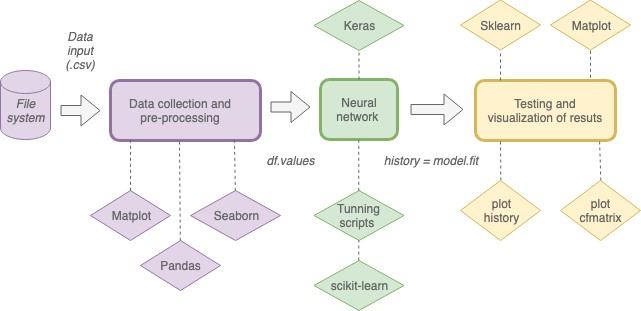 Data
input
(.csv)
Keras
Sklearn
Matplot
File
system
Data collection and
pre-processing
Neural
network
Testing and
visualization of resuts
df.values
history = model.fit
Matplot
Seaborn
Pandas
Tunning
scripts
scikit-learn
plot
history
plot
cfmatrix